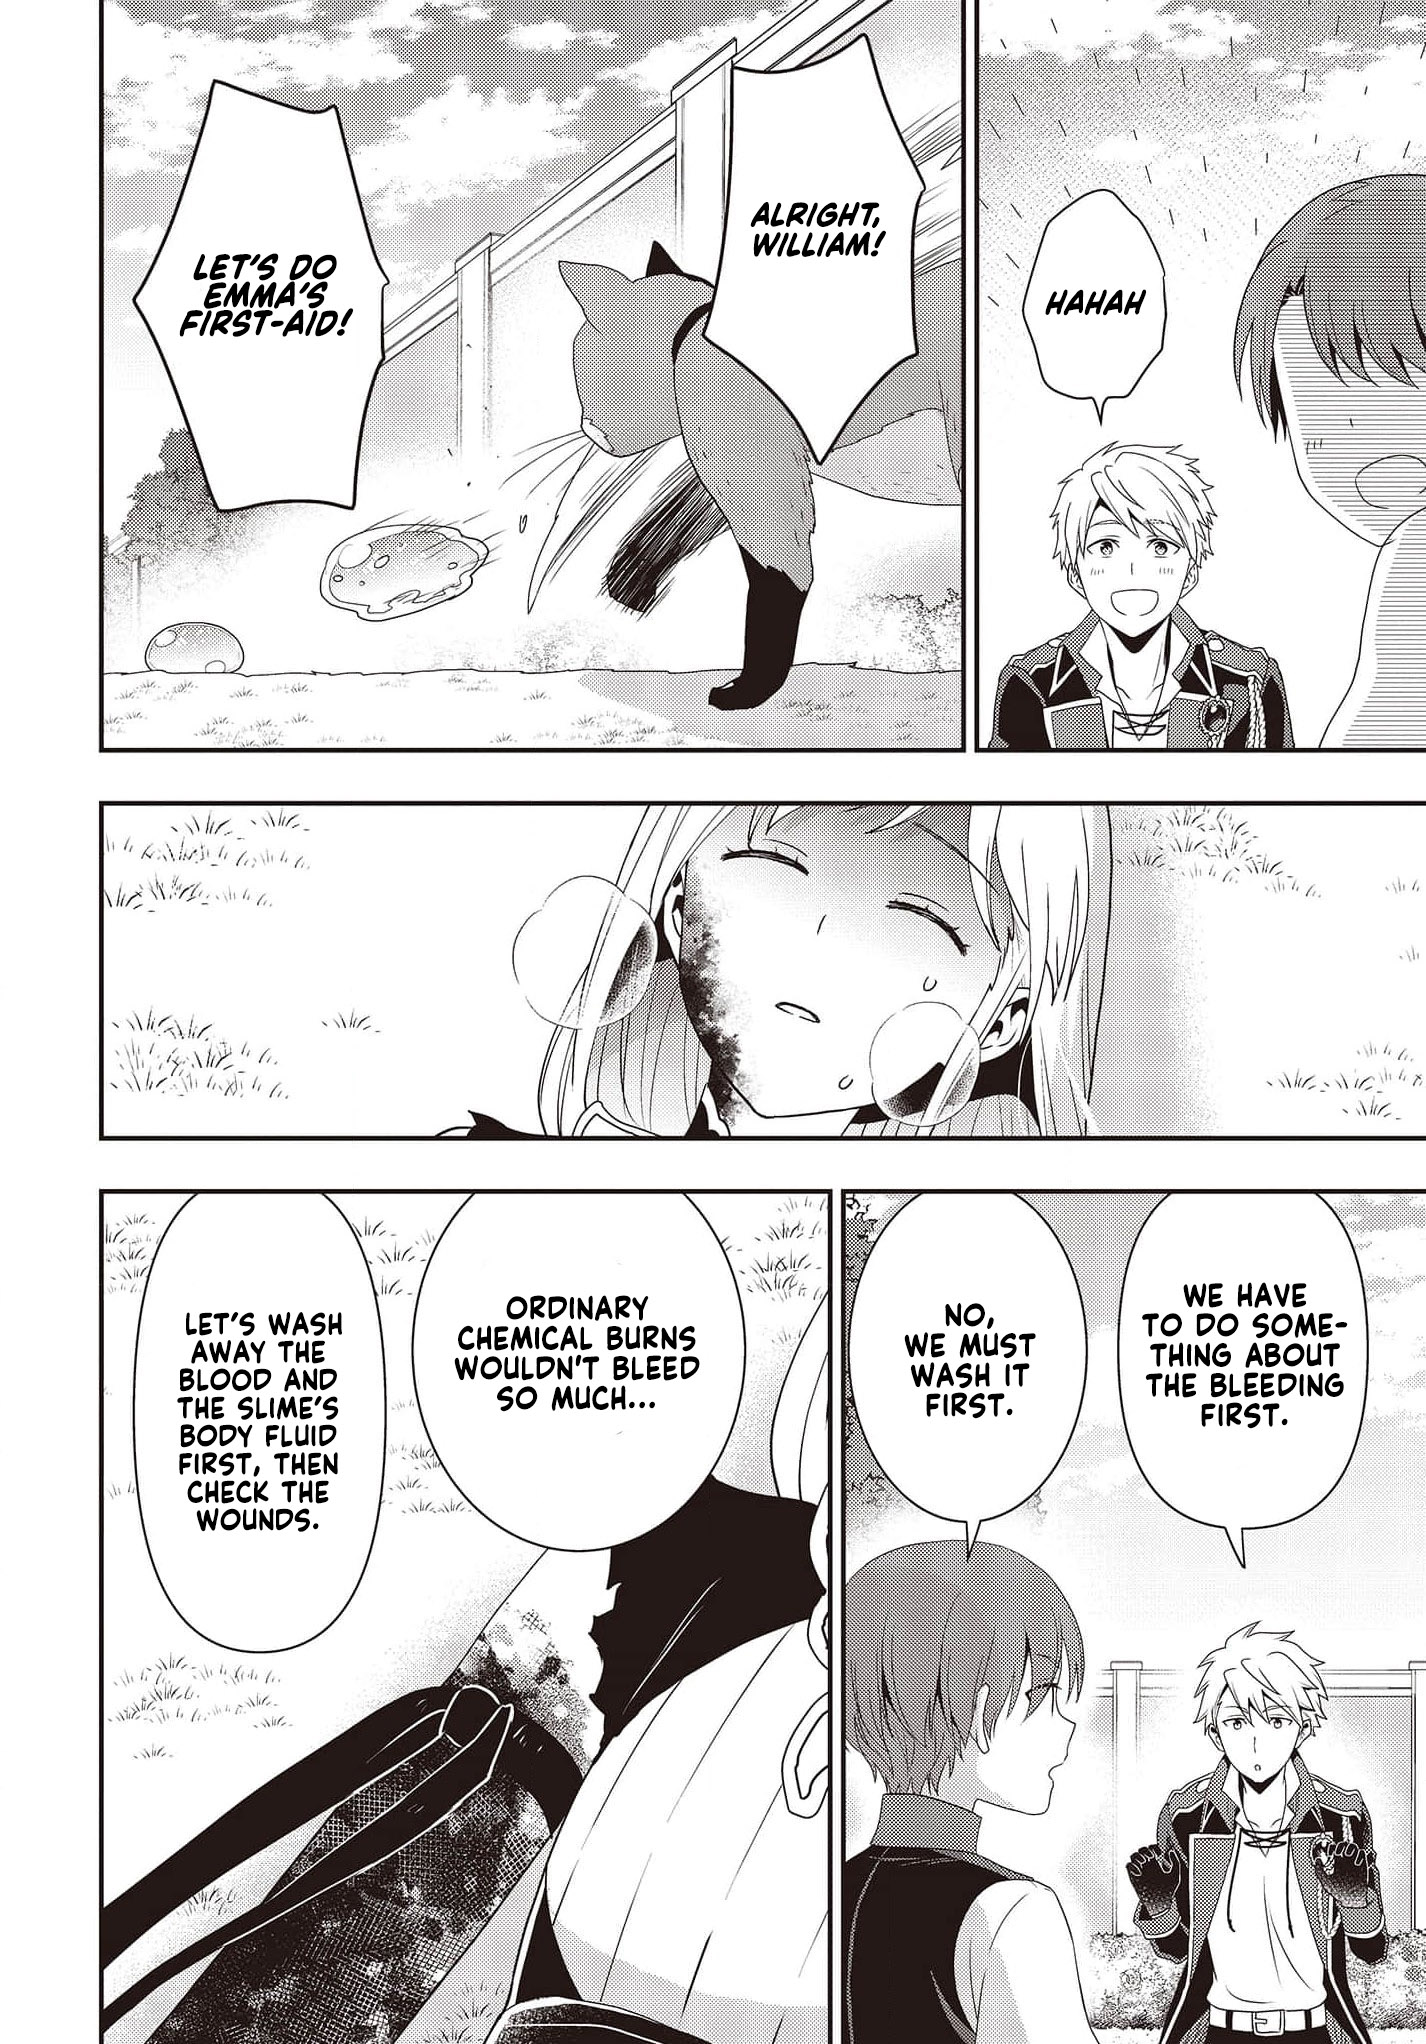 HAHAH
ALRIGHT,
WILLIAM!
LET'S DO
EMMA'S
FIRST-AID!
WE HAVE
TO DO SOME-
THING ABOUT
THE BLEEDING
FIRST.
NO,
WE MUST
WASH IT
FIRST.
ORDINARY
CHEMICAL BURNS
WOULDN'T BLEED
SO MUCH...
LET'S WASH
AWAY THE
BLOOD AND
THE SLIME'S
BODY FLUID
FIRST, THEN
CHECK THE
WOUNDS.